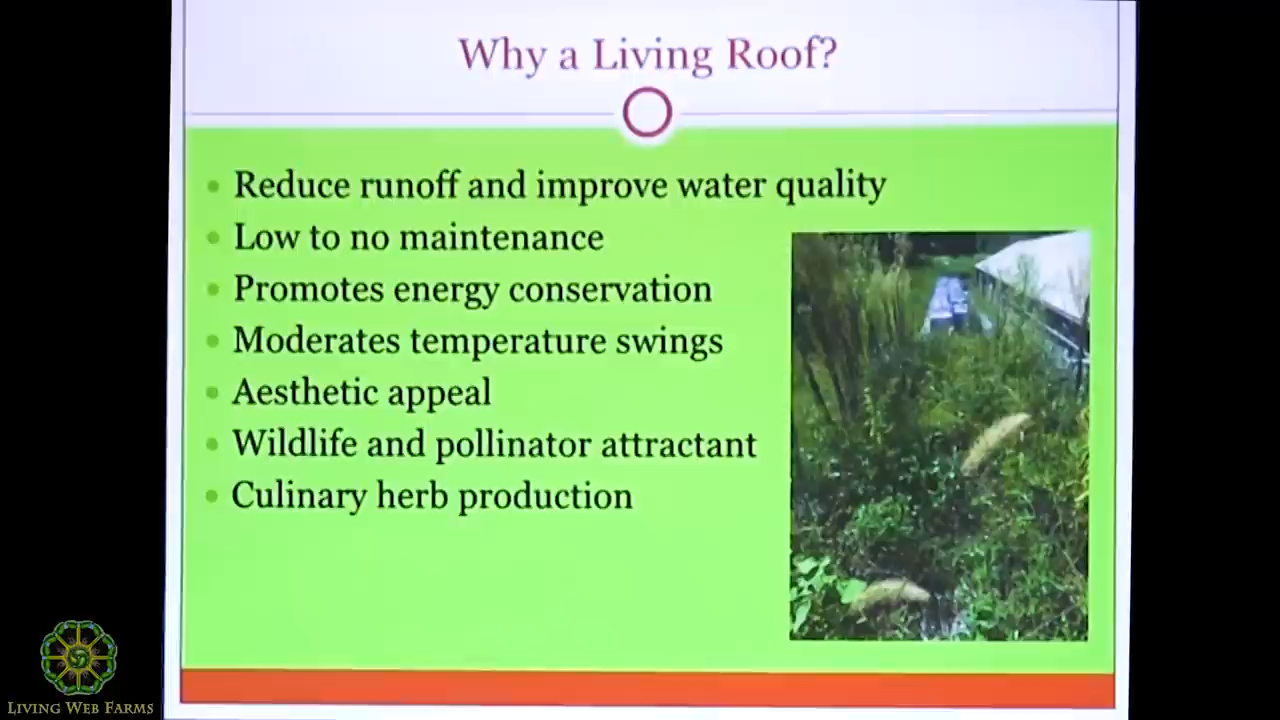 Why a Living Roof?
Reduce runoff and improve water quality
Low to no maintenance
Promotes energy conservation
Moderates temperature swings
Aesthetic appeal
Wildlife and pollinator attractant
Culinary herb production
LIVING WEB FARMS